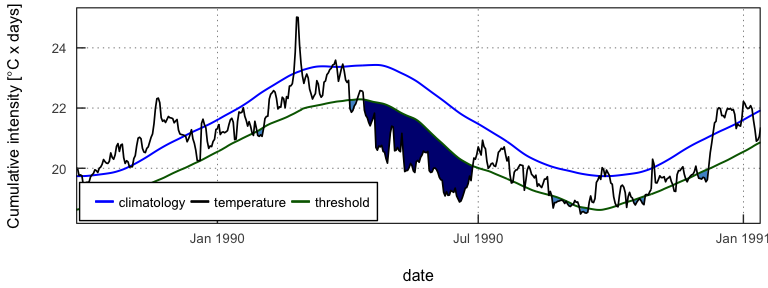 Cumulative intensity [°C x days]
24
22
20
climatology temperature threshold
Jan 1990 Jul 1990 Jan 1991
date